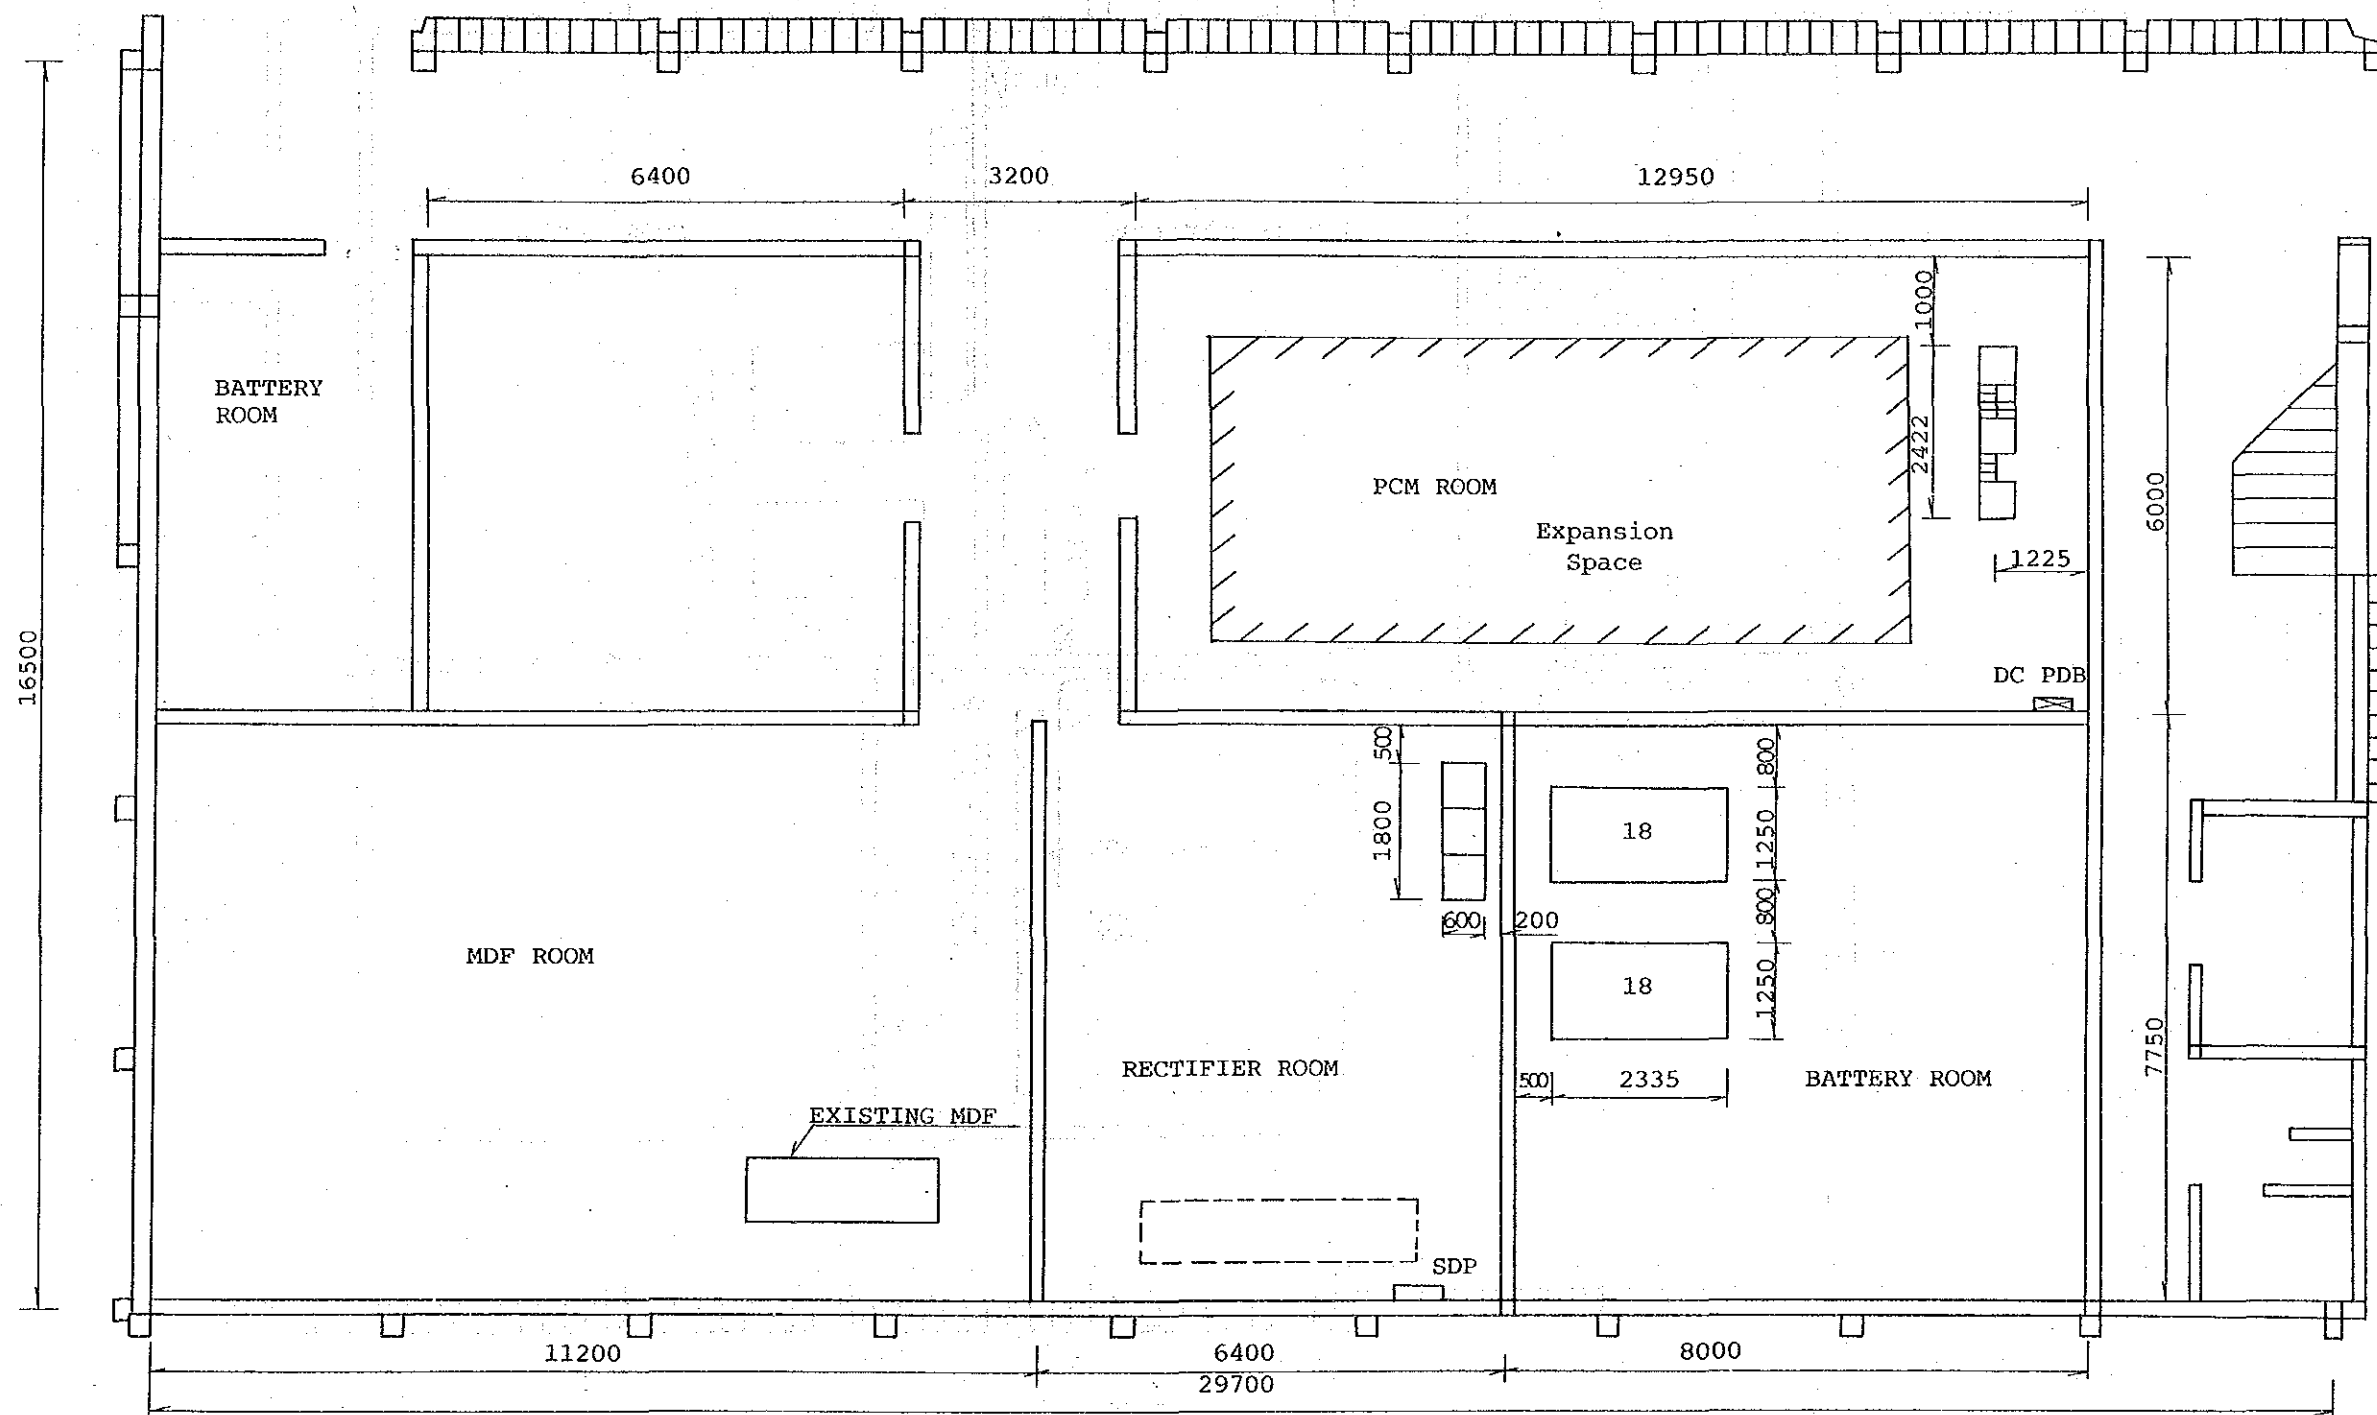 6400
3200
12950
1000
BATTERY
ROOM
2422
PCM ROOM
6000
Expansion
Space
1225
16500
DC PDB
500
800
1800
18
1250
600
200
800
MDF ROOM
18
1250
7750
RECTIFIER ROOM
500
2335
BATTERY ROOM
EXISTING MDF
SDP
11200
6400
8000
29700